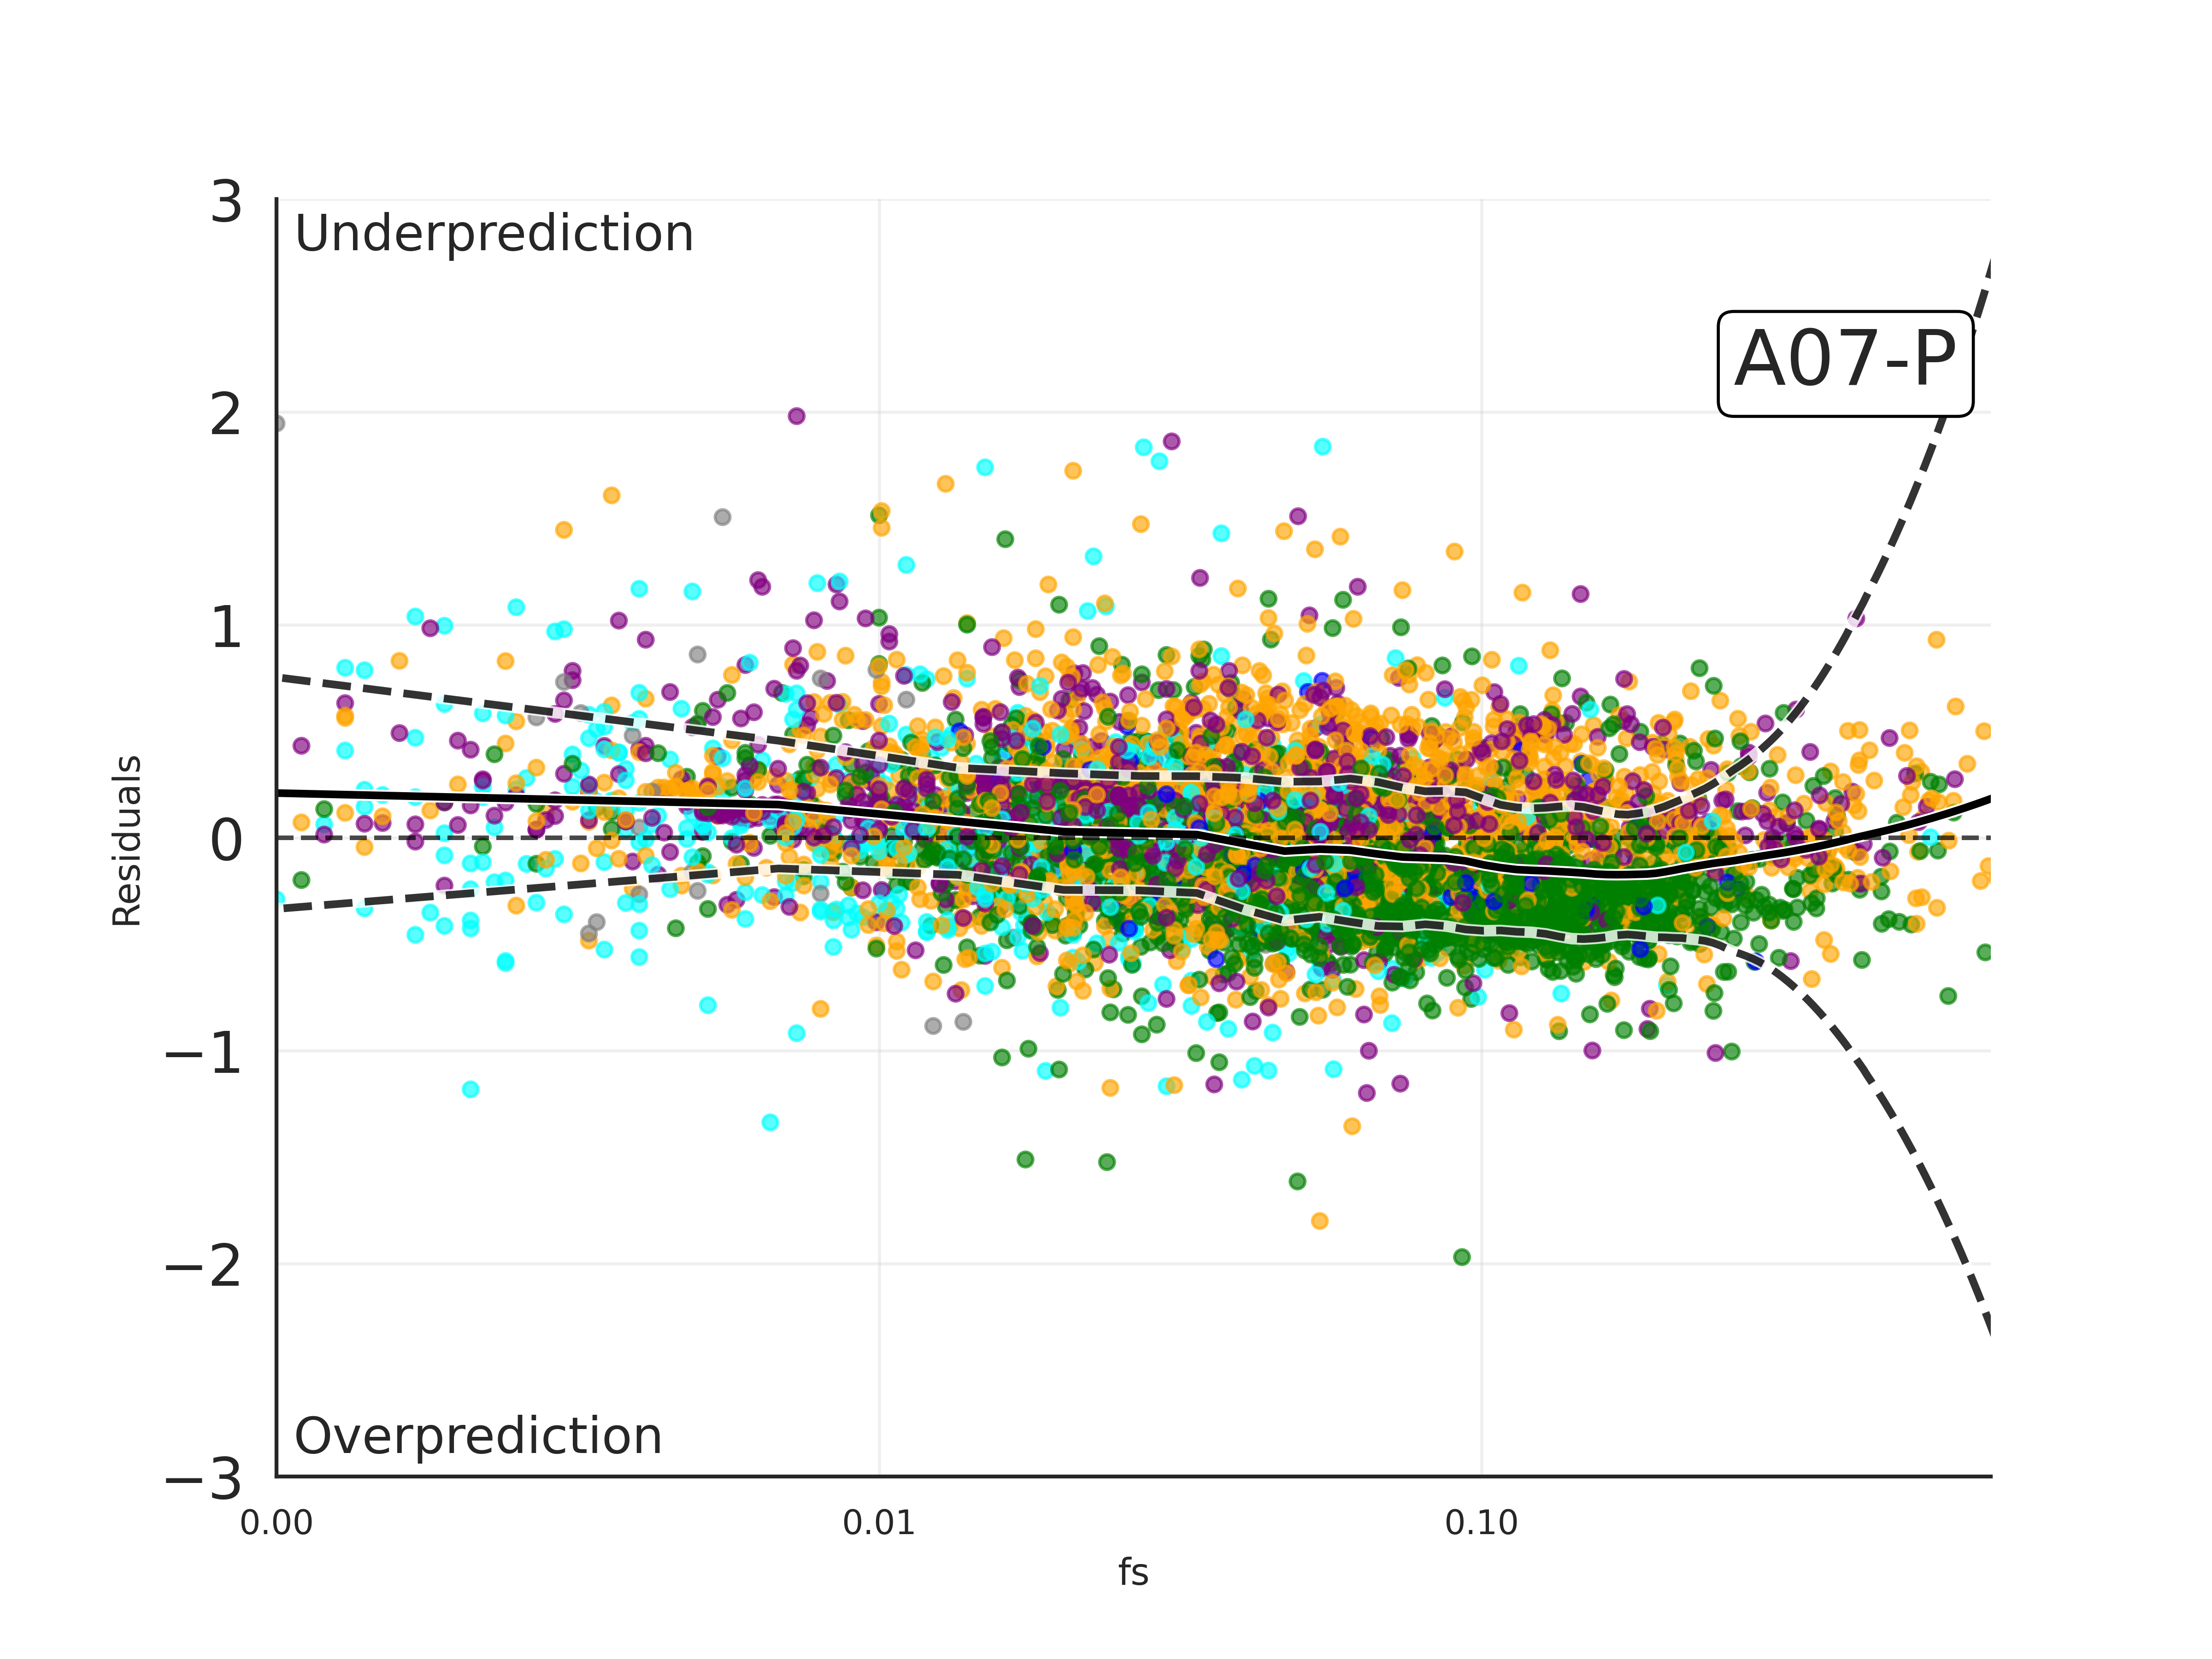 3
Underprediction
A07-P
2
1
0
−1
−2
−3
Residuals
Overprediction
0.00
0.01
0.10
fs